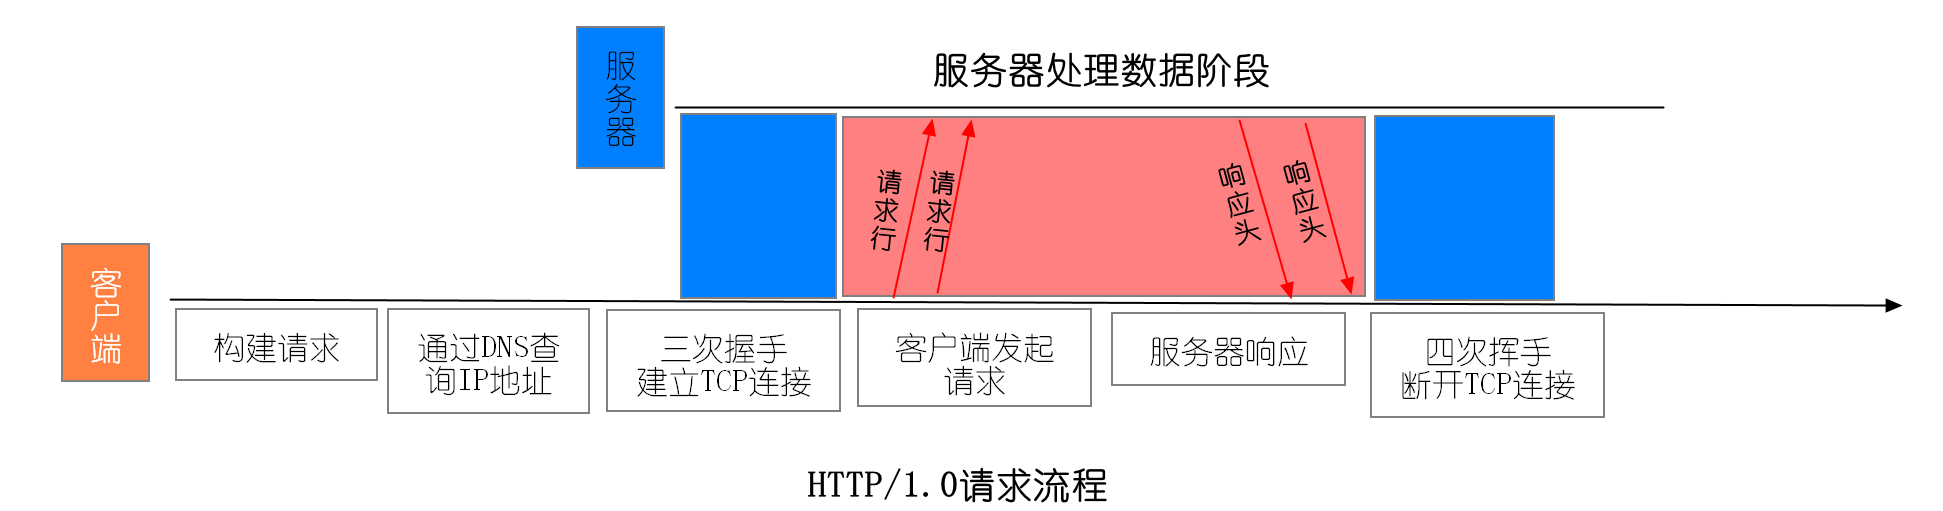 服务器
服务器处理数据阶段
请求行
请求行
响应头
响应头
客户端
构建请求
通过DNS查
询IP地址
三次握手
建立TCP连接
客户端发起
请求
服务器响应
四次挥手
断开TCP连接
HTTP/1.0请求流程